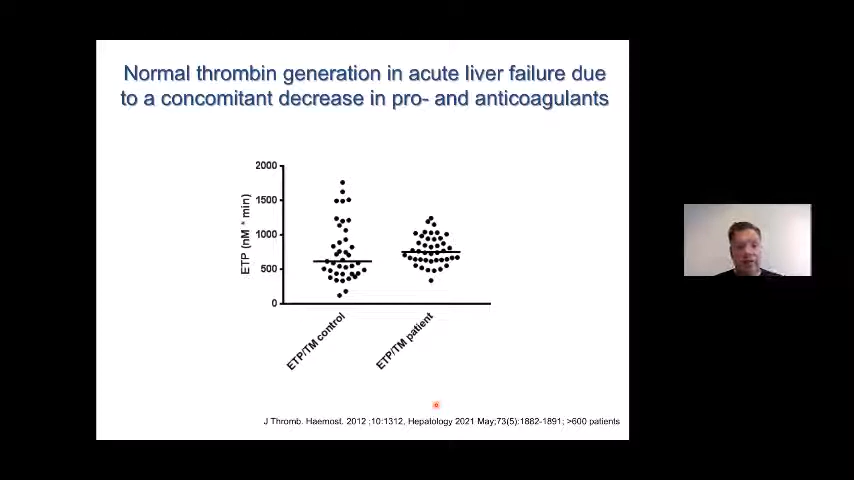 Normal thrombin generation in acute liver failure due
to a concomitant decrease in pro- and anticoagulants
2000
1500
1000
500
0
ETP (nM * min)
ETP/TM control
ETP/TM patient
J Thromb. Haemost. 2012 ;10:1312, Hepatology 2021 May;73(5):1882-1891; >600 patients